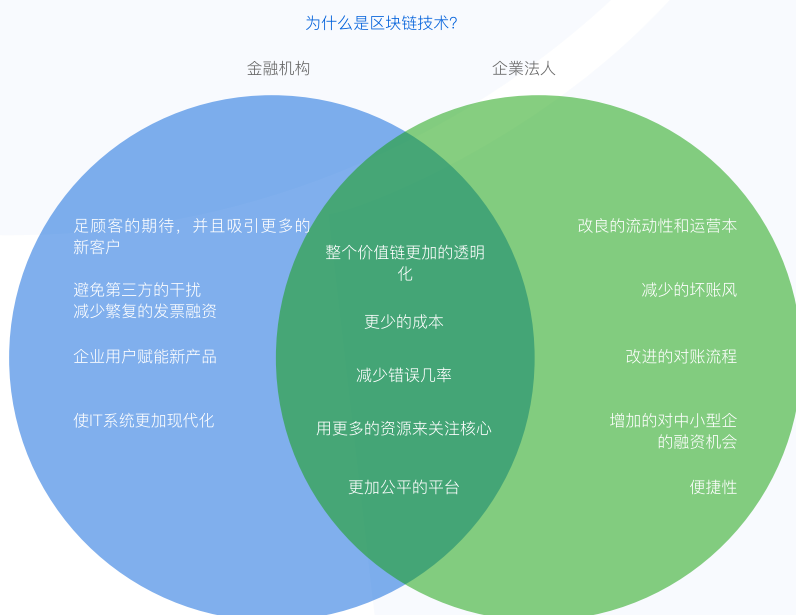 为什么是区块链技术?
金融机构
企業法人
足顾客的期待，并且吸引更多的
新客户
避免第三方的干扰
减少繁复的发票融资
企业用户赋能新产品
使IT系统更加现代化
整个价值链更加的透明
化
更少的成本
减少错误几率
用更多的资源来关注核心
更加公平的平台
改良的流动性和运营本
减少的坏账风
改进的对账流程
增加的对中小型企
的融资机会
便捷性